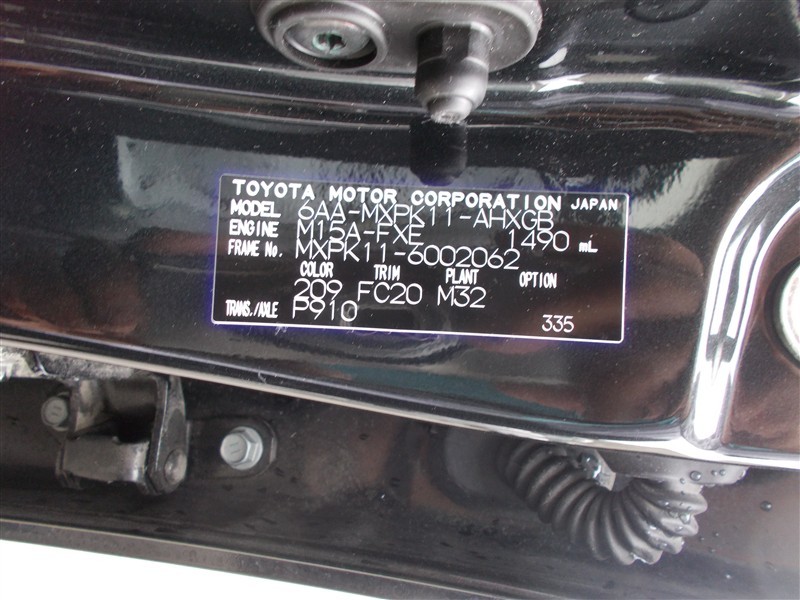 TOYOTA MOTOR CORPORATION JAPAN
MODEL 6AA-MXPK11-AHXGB
ENGINE M15A-FXE 1490 mL
FRAME No. MXPK11-6002062
COLOR TRIM PLANT OPTION
209 FC20 M32
TRANS./AXLE P910 335